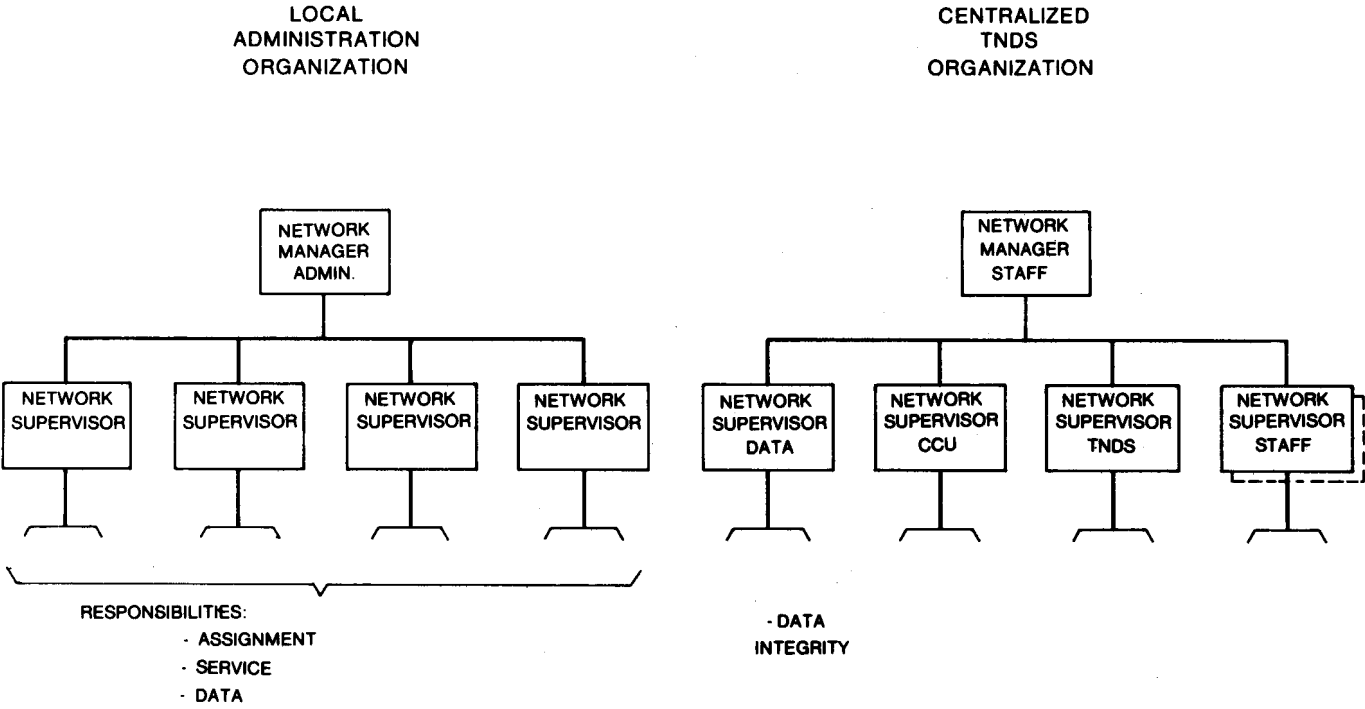 LOCAL
ADMINISTRATION
ORGANIZATION
CENTRALIZED
TNDS
ORGANIZATION
NETWORK
MANAGER
ADMIN.
NETWORK
MANAGER
STAFF
NETWORK
SUPERVISOR
NETWORK
SUPERVISOR
NETWORK
SUPERVISOR
NETWORK
SUPERVISOR
NETWORK
SUPERVISOR
DATA
NETWORK
SUPERVISOR
CCU
NETWORK
SUPERVISOR
TNDS
NETWORK
SUPERVISOR
STAFF
RESPONSIBILITIES:
- ASSIGNMENT
- SERVICE
- DATA
- DATA
INTEGRITY